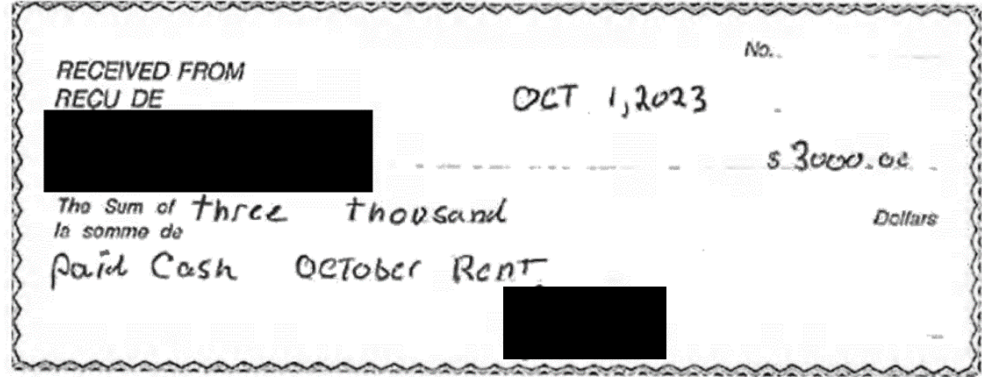 No.
RECEIVED FROM
REÇU DE
OCT 1, 2023
$ 3000.00
The Sum of three thousand Dollars
la somme de
paid Cash October Rent